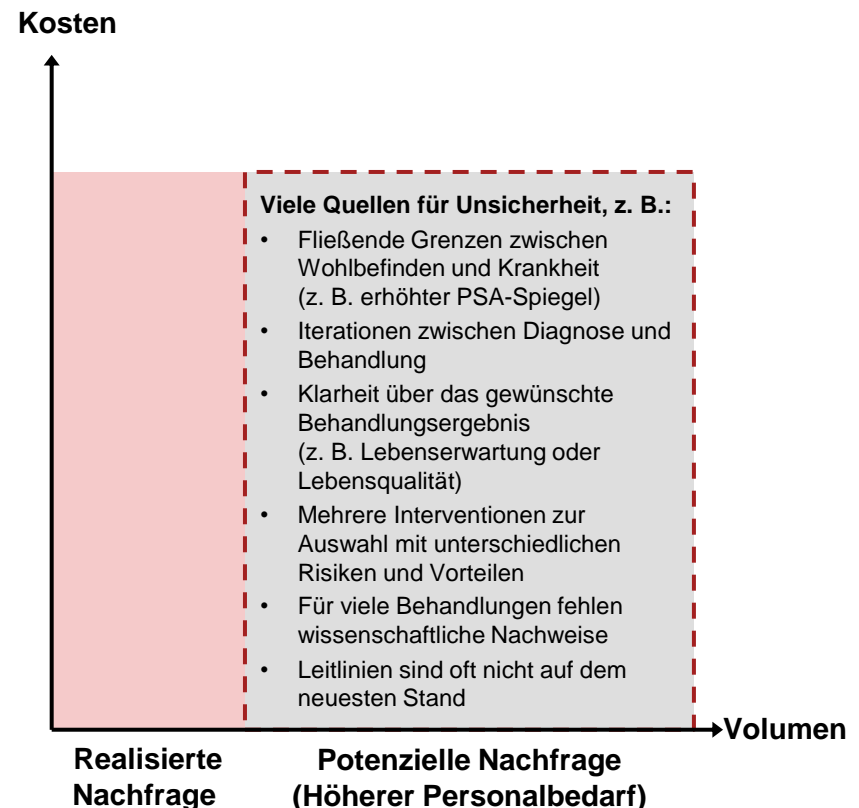 Kosten
Viele Quellen für Unsicherheit, z. B.:
• Fließende Grenzen zwischen
Wohlbefinden und Krankheit
(z. B. erhöhter PSA-Spiegel)
• Iterationen zwischen Diagnose und
Behandlung
• Klarheit über das gewünschte
Behandlungsergebnis
(z. B. Lebenserwartung oder
Lebensqualität)
• Mehrere Interventionen zur
Auswahl mit unterschiedlichen
Risiken und Vorteilen
• Für viele Behandlungen fehlen
wissenschaftliche Nachweise
• Leitlinien sind oft nicht auf dem
neuesten Stand
Volumen
Realisierte
Nachfrage
Potenzielle Nachfrage
(Höherer Personalbedarf)